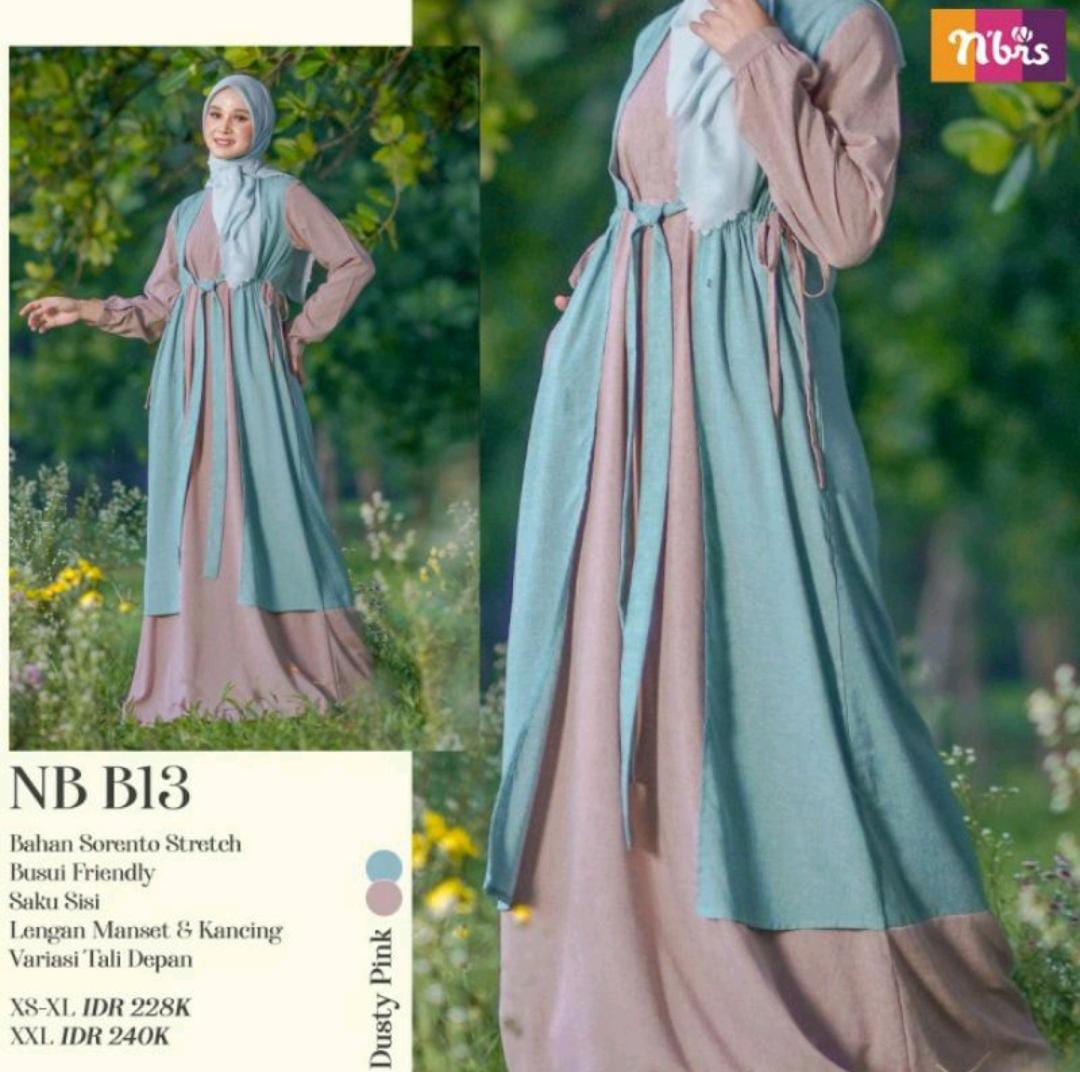 N'brs
NB B13
Bahan Sorento Stretch
Busui Friendly
Saku Sisi
Lengan Manset & Kancing
Variasi Tali Depan
XS-XL IDR 228K
XXL IDR 240K
Dusty Pink